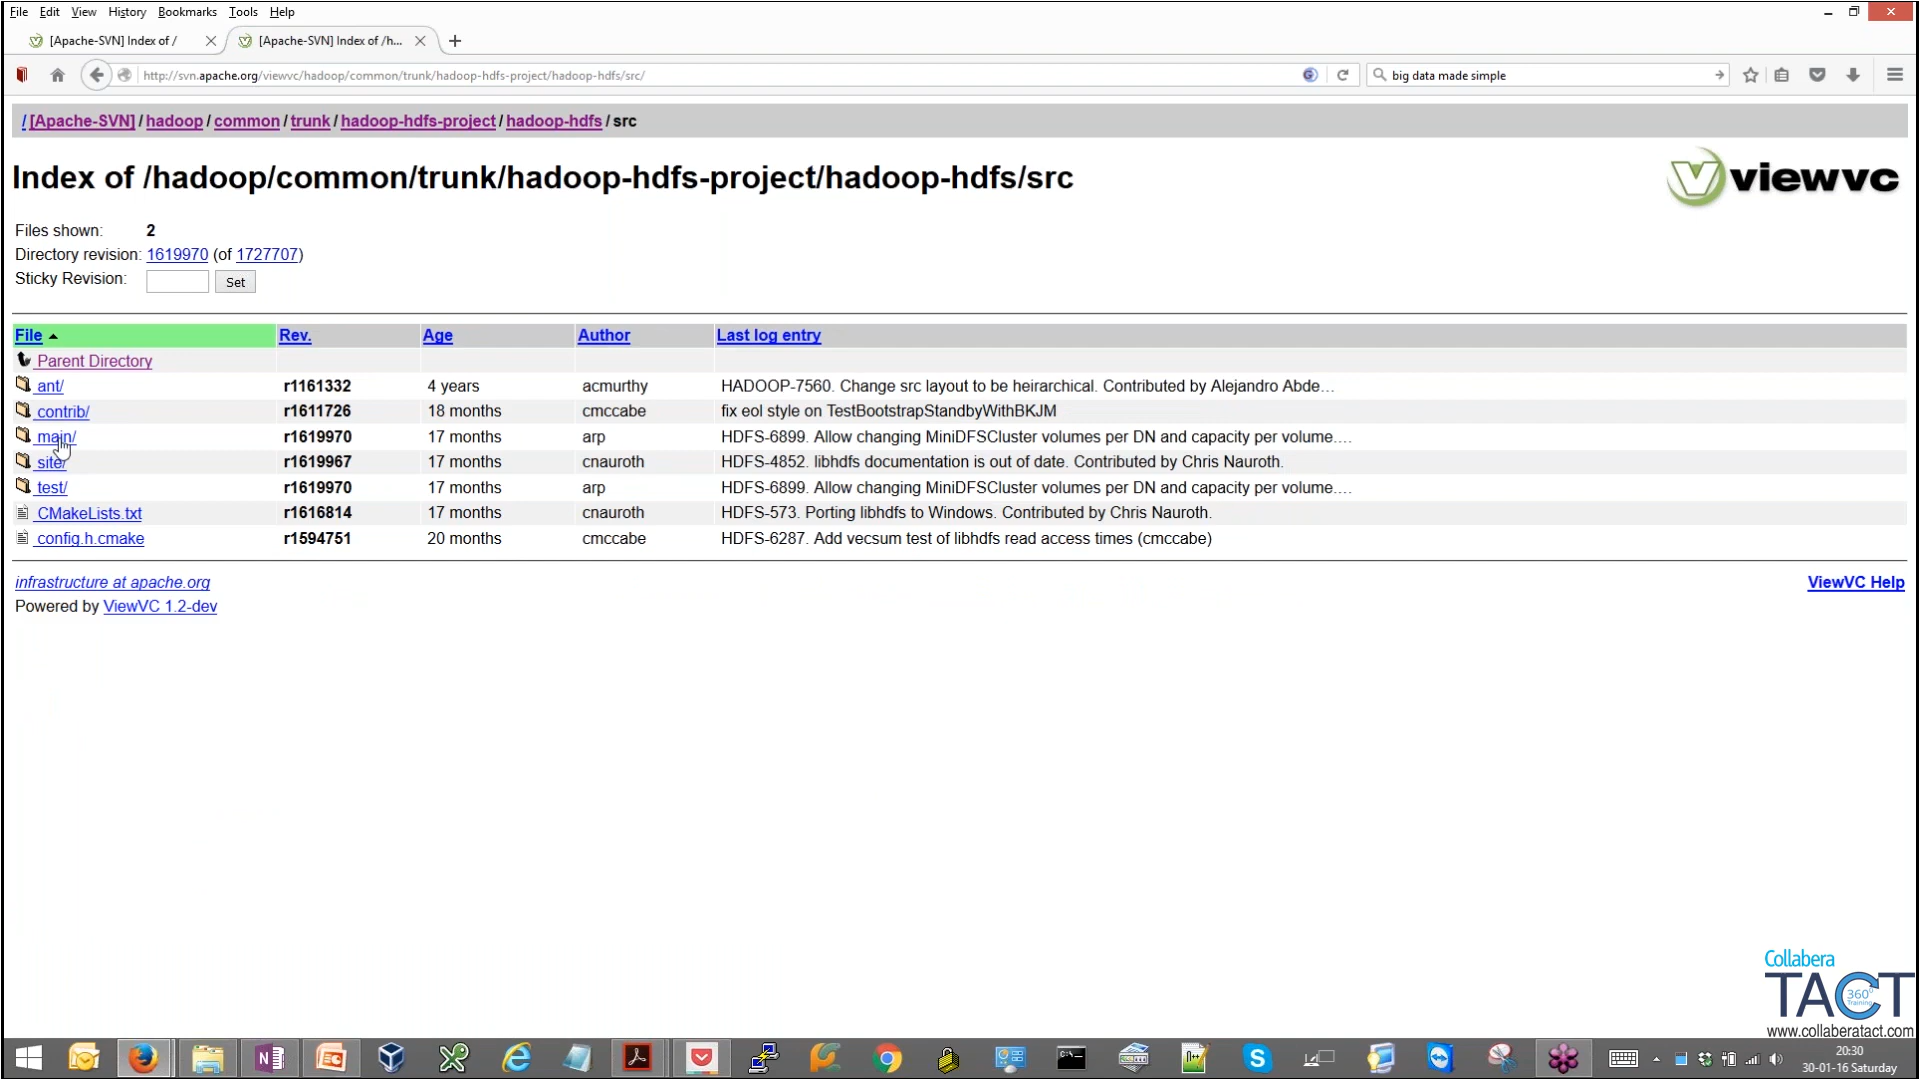 File Edit View History Bookmarks Tools Help
[Apache-SVN] Index of / [Apache-SVN] Index of /h...
http://svn.apache.org/viewvc/hadoop/common/trunk/hadoop-hdfs-project/hadoop-hdfs/src/ big data made simple
/ [Apache-SVN] / hadoop / common / trunk / hadoop-hdfs-project / hadoop-hdfs / src
Index of /hadoop/common/trunk/hadoop-hdfs-project/hadoop-hdfs/src
viewvc
Files shown: 2
Directory revision: 1619970 (of 1727707)
Sticky Revision: Set
File Rev. Age Author Last log entry
Parent Directory
ant/ r1161332 4 years acmurthy HADOOP-7560. Change src layout to be heirarchical. Contributed by Alejandro Abde...
contrib/ r1611726 18 months cmccabe fix eol style on TestBootstrapStandbyWithBKJM
main/ r1619970 17 months arp HDFS-6899. Allow changing MiniDFSCluster volumes per DN and capacity per volume....
site/ r1619967 17 months cnauroth HDFS-4852. libhdfs documentation is out of date. Contributed by Chris Nauroth.
test/ r1619970 17 months arp HDFS-6899. Allow changing MiniDFSCluster volumes per DN and capacity per volume....
CMakeLists.txt r1616814 17 months cnauroth HDFS-573. Porting libhdfs to Windows. Contributed by Chris Nauroth.
config.h.cmake r1594751 20 months cmccabe HDFS-6287. Add vecsum test of libhdfs read access times (cmccabe)
infrastructure at apache.org ViewVC Help
Powered by ViewVC 1.2-dev
Collabera
TACT
360°
Training
www.collaberatact.com
20:30
30-01-16 Saturday